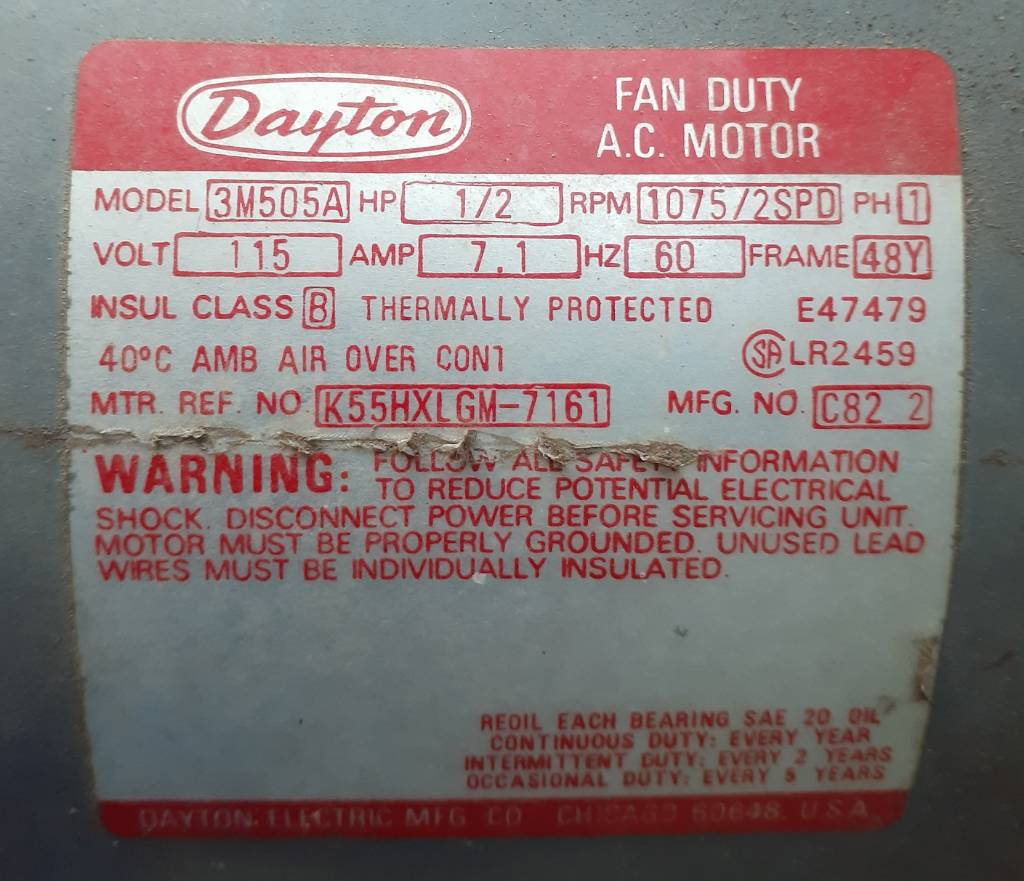 Dayton
FAN DUTY
A.C. MOTOR
MODEL 3M505A HP 1/2 RPM 1075/2SPD PH 1
VOLT 115 AMP 7.1 HZ 60 FRAME 48Y
INSUL CLASS B THERMALLY PROTECTED E47479
40°C AMB AIR OVER CONT SA LR2459
MTR. REF. NO K55HXLGM-7161 MFG. NO. C82 2
WARNING: FOLLOW ALL SAFETY INFORMATION
TO REDUCE POTENTIAL ELECTRICAL
SHOCK. DISCONNECT POWER BEFORE SERVICING UNIT.
MOTOR MUST BE PROPERLY GROUNDED. UNUSED LEAD
WIRES MUST BE INDIVIDUALLY INSULATED.
REOIL EACH BEARING SAE 20 OIL
CONTINUOUS DUTY: EVERY YEAR
INTERMITTENT DUTY: EVERY 2 YEARS
OCCASIONAL DUTY: EVERY 5 YEARS
DAYTON ELECTRIC MFG CO CHICAGO 60648, U.S.A.